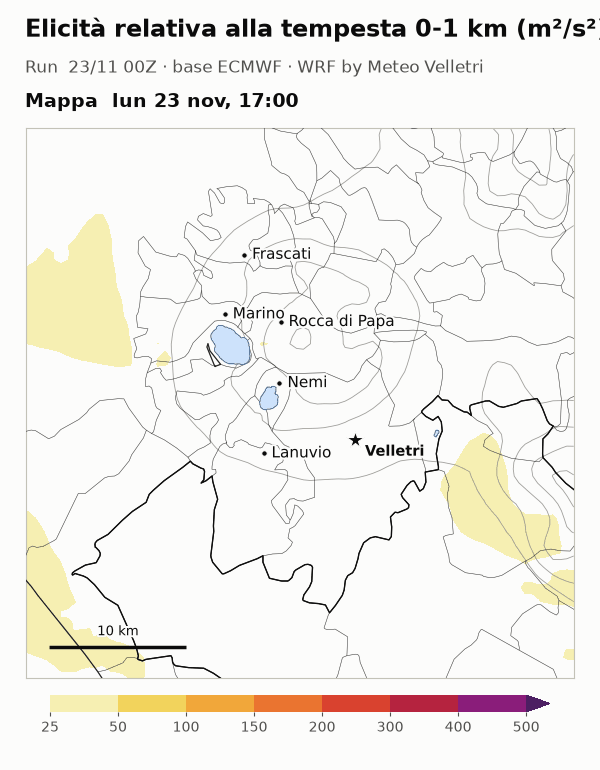 Elicità relativa alla tempesta 0-1 km (m²/s²)
Run  23/11 00Z · base ECMWF · WRF by Meteo Velletri
Mappa  lun 23 nov, 17:00
Frascati
Marino
Rocca di Papa
Nemi
Velletri
Lanuvio
10 km
25 50 100 150 200 300 400 500